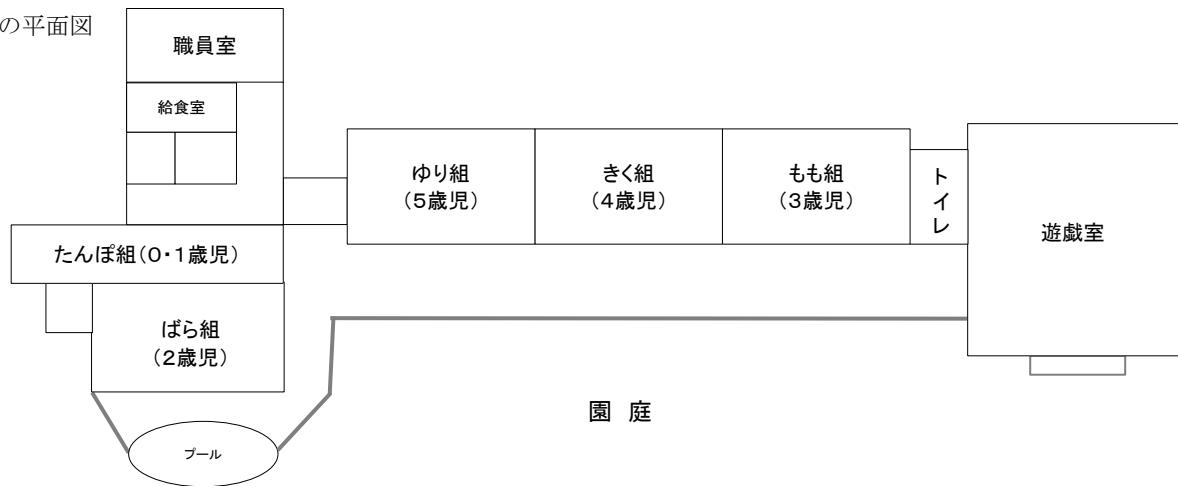 の平面図
職員室
給食室
ゆり組
（5歳児）
きく組
（4歳児）
もも組
（3歳児）
トイレ
遊戯室
たんぽ組（0・1歳児）
ばら組
（2歳児）
園 庭
プール